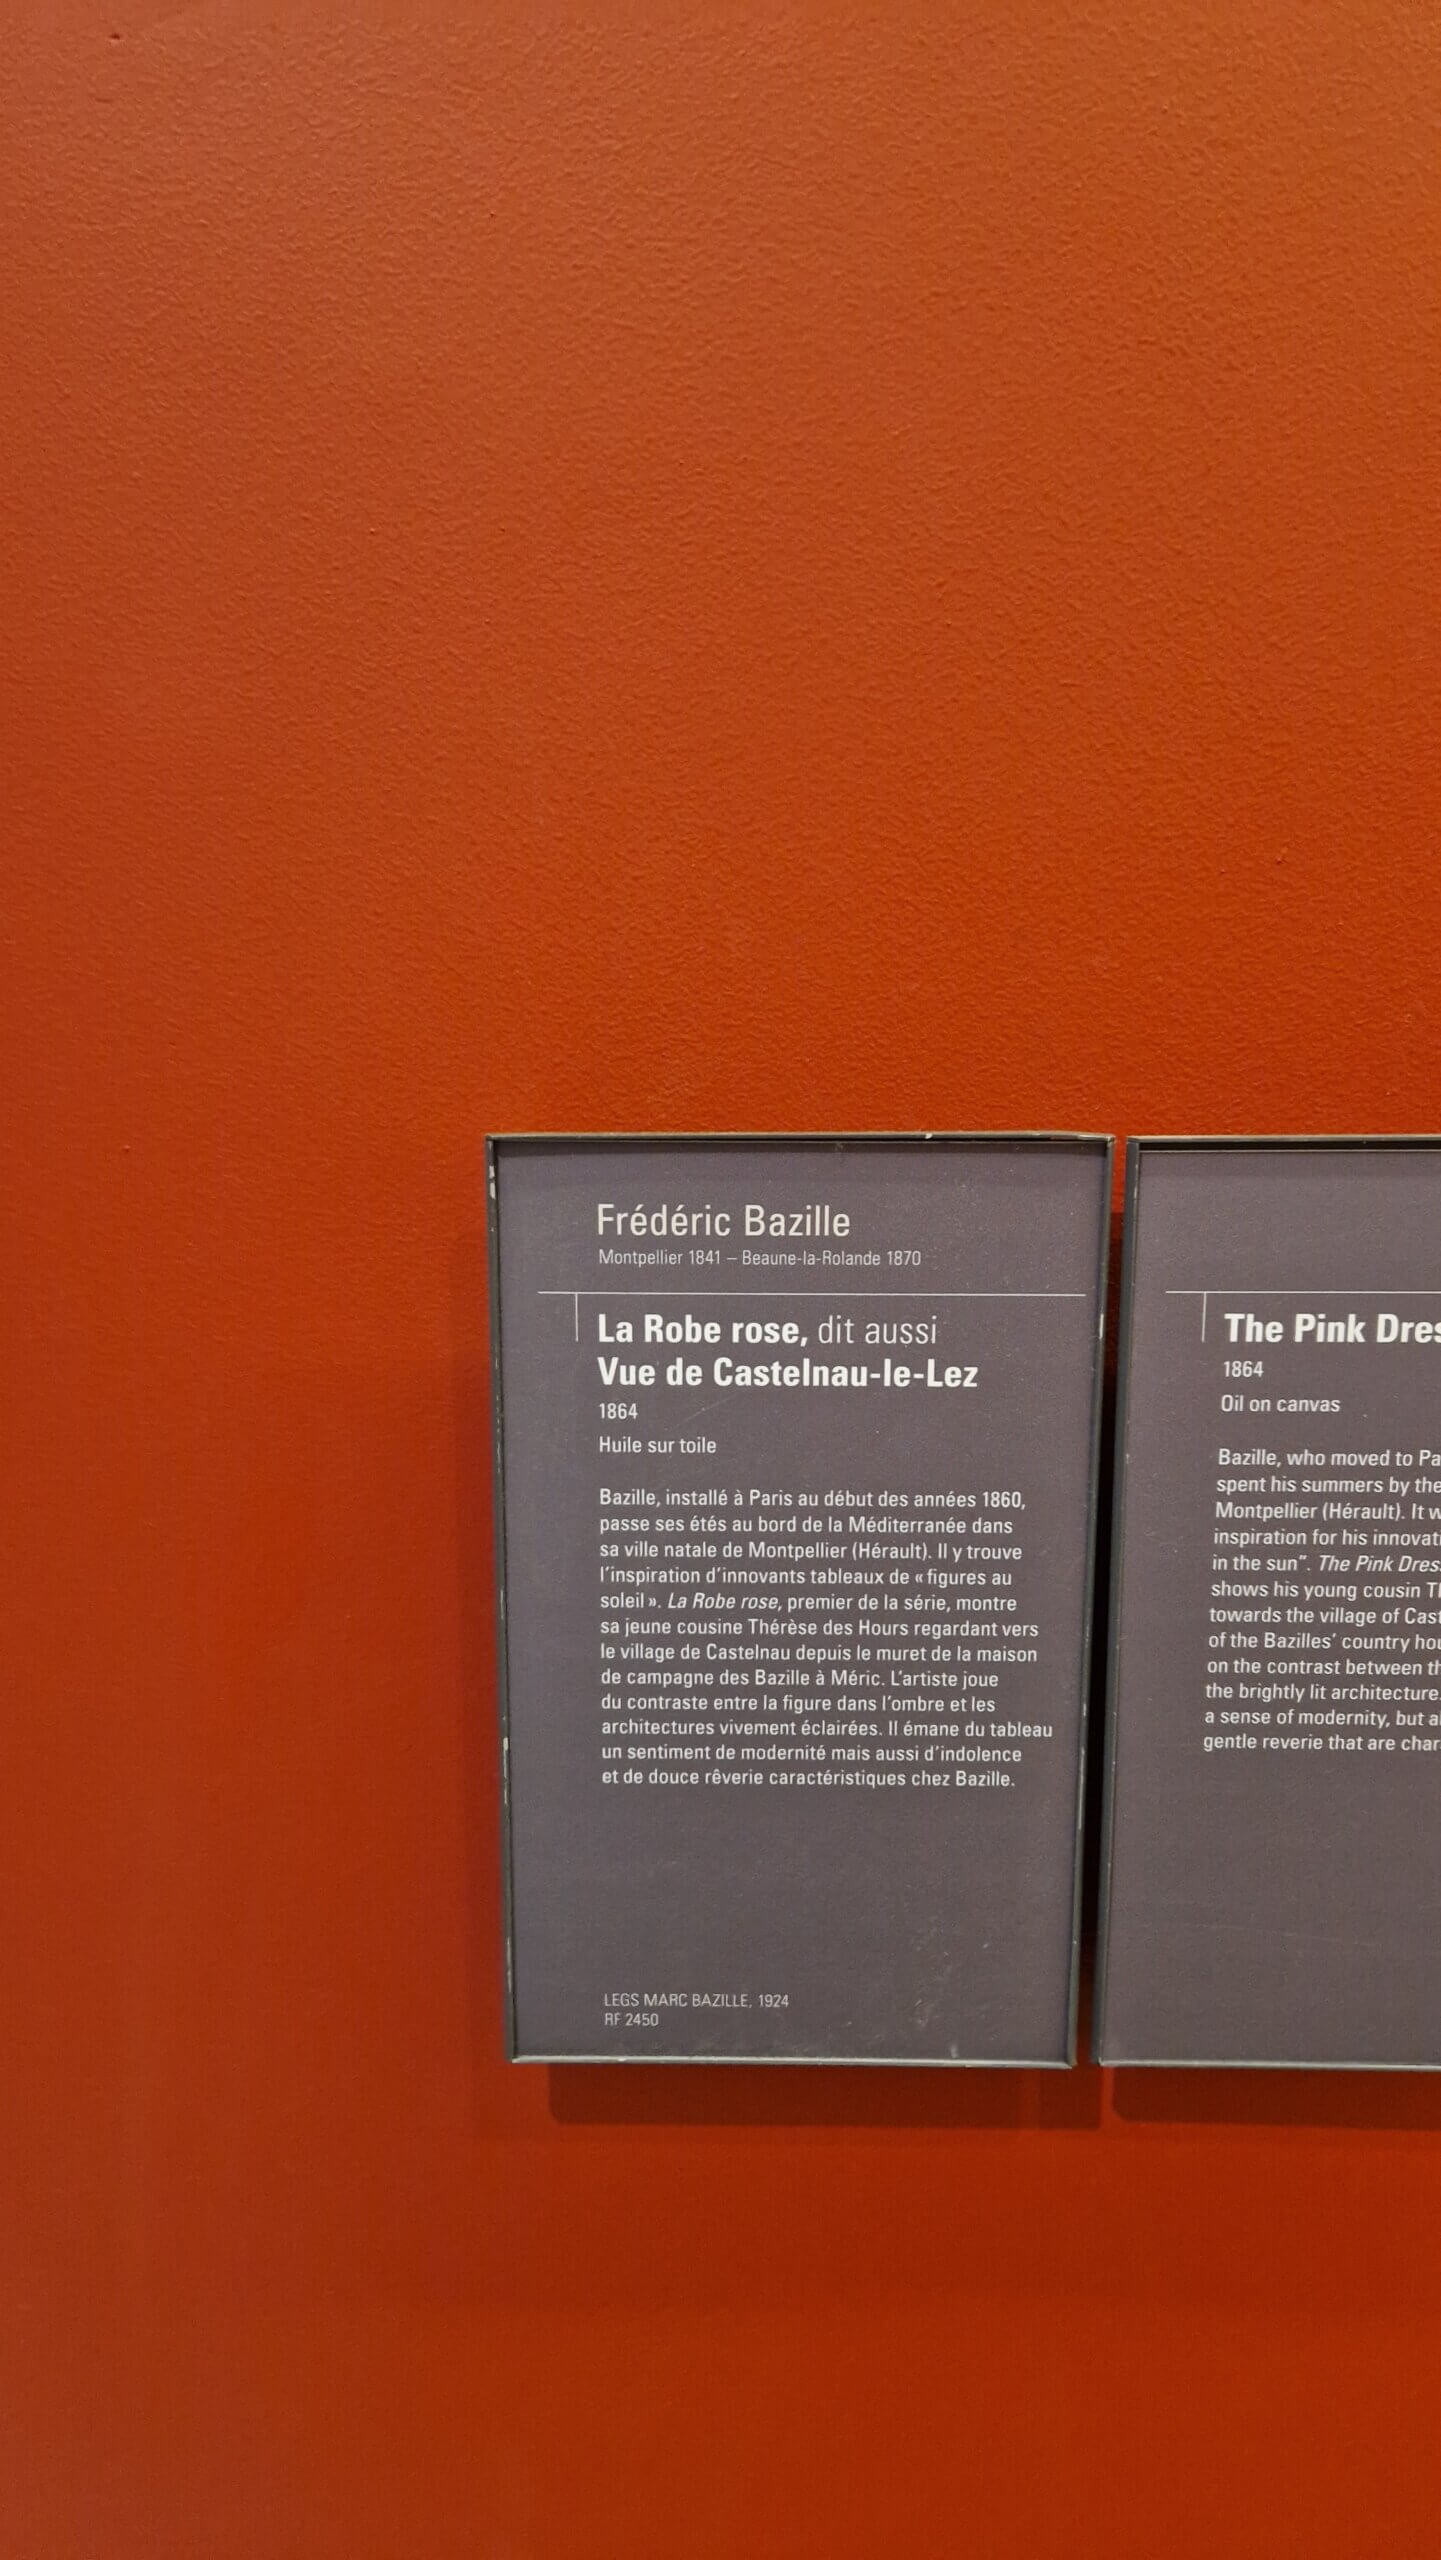 Frédéric Bazille
Montpellier 1841 – Beaune-la-Rolande 1870
La Robe rose, dit aussi
Vue de Castelnau-le-Lez
1864
Huile sur toile
Bazille, installé à Paris au début des années 1860,
passe ses étés au bord de la Méditerranée dans
sa ville natale de Montpellier (Hérault). Il y trouve
l’inspiration d’innovants tableaux de « figures au
soleil ». La Robe rose, premier de la série, montre
sa jeune cousine Thérèse des Hours regardant vers
le village de Castelnau depuis le muret de la maison
de campagne des Bazille à Méric. L’artiste joue
du contraste entre la figure dans l’ombre et les
architectures vivement éclairées. Il émane du tableau
un sentiment de modernité mais aussi d’indolence
et de douce rêverie caractéristiques chez Bazille.
LEGS MARC BAZILLE, 1924
RF 2450
The Pink
1864
Oil on canvas
Bazille, who moved to
spent his summers by the
Montpellier (Hérault). It
inspiration for his
in the sun”. The Pink
shows his young cousin
towards the village of
of the Bazilles’ country
on the contrast between
the brightly lit architecture.
a sense of modernity, but
gentle reverie that are